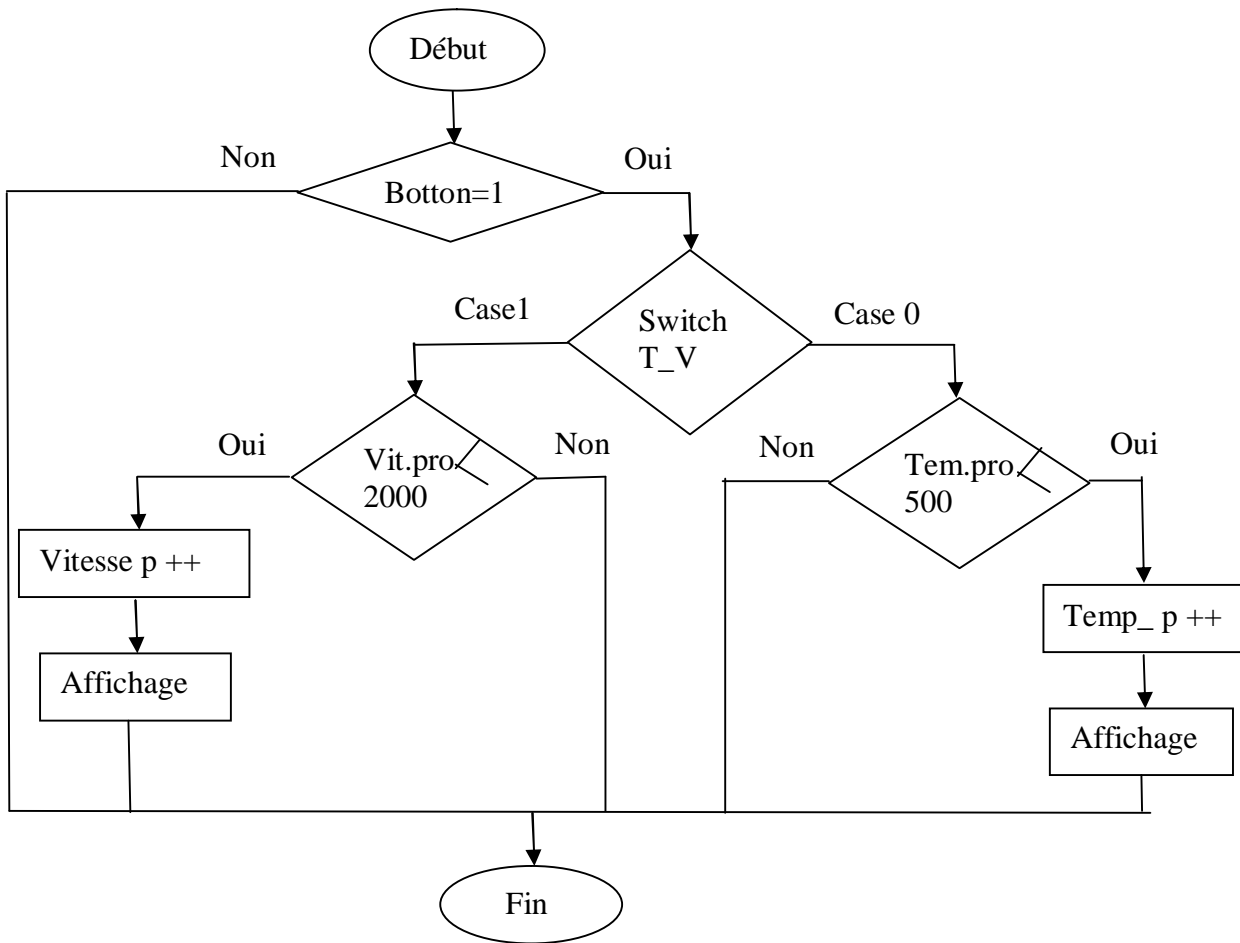 Début
Non
Oui
Botton=1
Case1
Switch
T_V
Case 0
Oui
Vit.pro<
2000
Non
Non
Tem.pro<
500
Oui
Vitesse p ++
Temp_ p ++
Affichage
Affichage
Fin